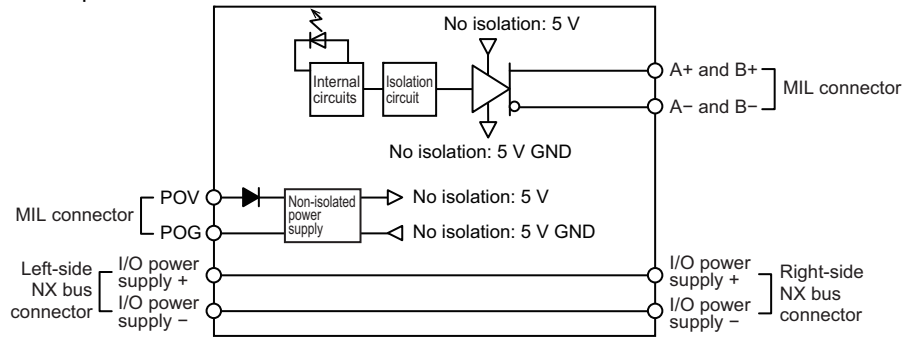 No isolation: 5 V
Internal
circuits
Isolation
circuit
A+ and B+
A− and B−
MIL connector
No isolation: 5 V GND
MIL connector
POV
POG
Non-isolated
power
supply
No isolation: 5 V
No isolation: 5 V GND
Left-side
NX bus
connector
I/O power
supply +
I/O power
supply −
I/O power
supply +
I/O power
supply −
Right-side
NX bus
connector